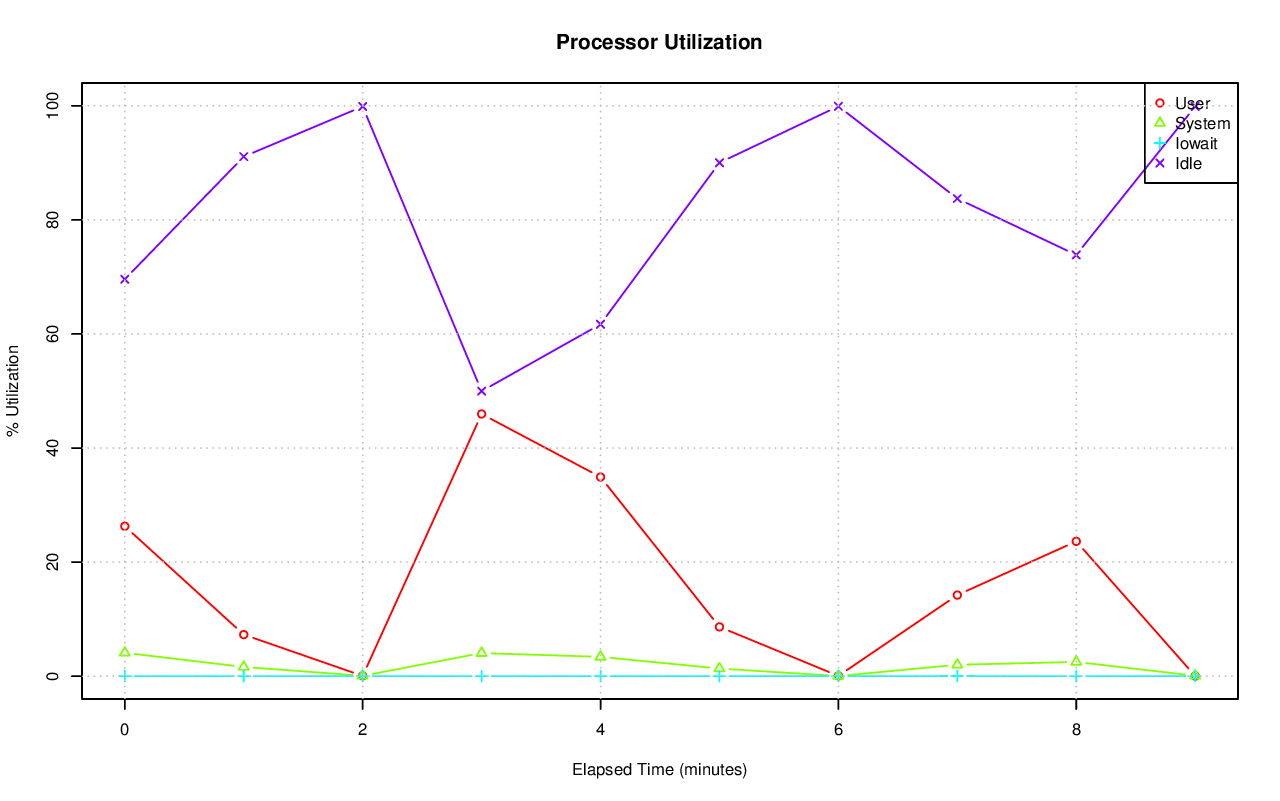 Processor Utilization
User
System
Iowait
Idle
100
80
60
40
20
0
% Utilization
0 2 4 6 8
Elapsed Time (minutes)